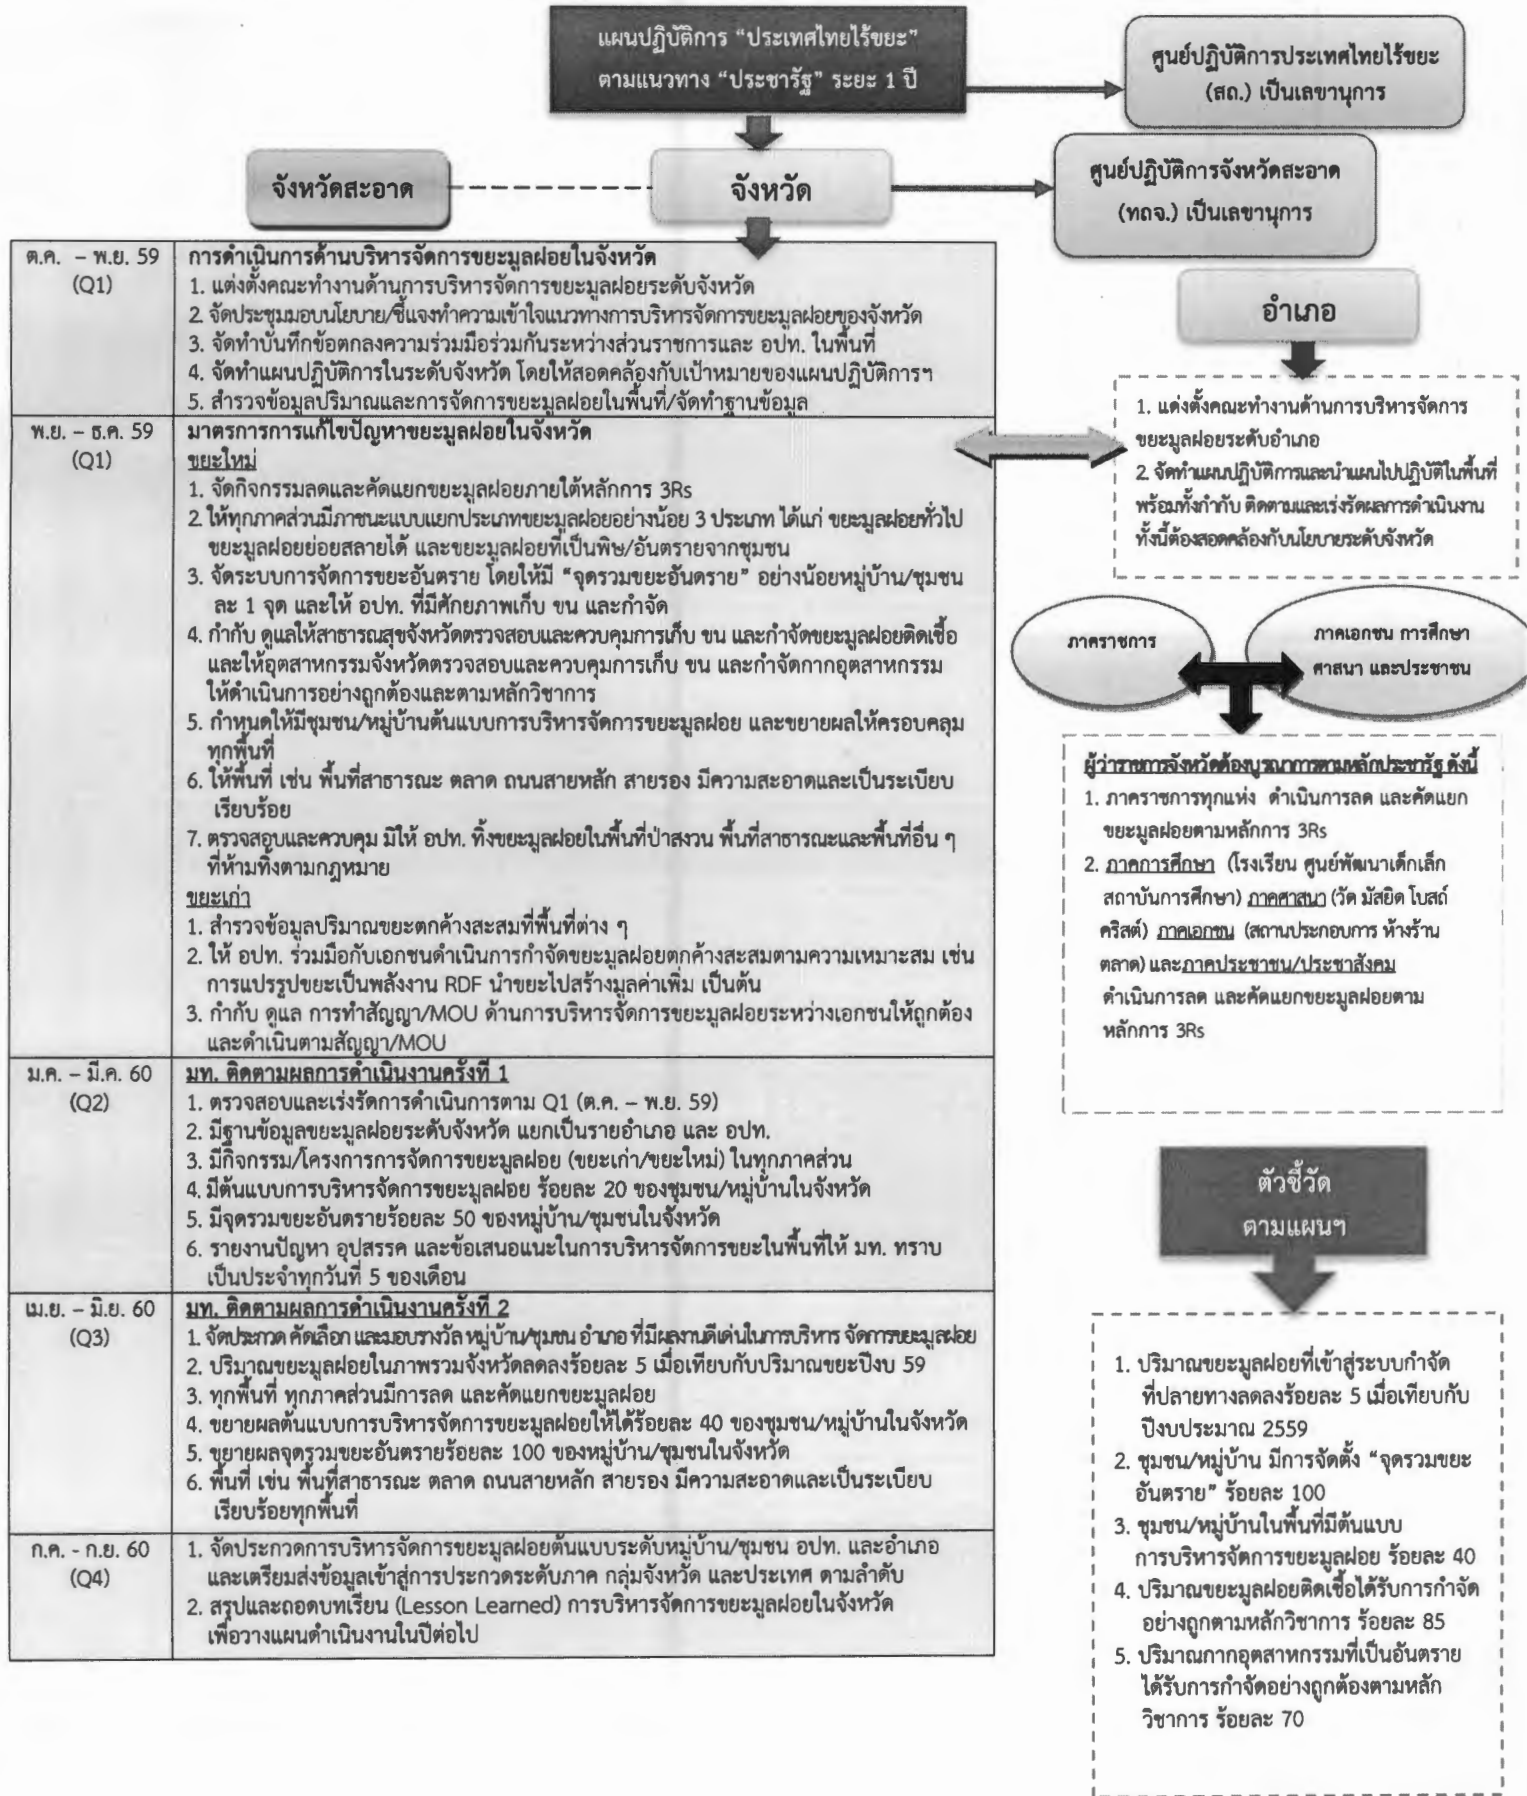 แผนปฏิบัติการ “ประเทศไทยไร้ขยะ”
ตามแนวทาง “ประชารัฐ” ระยะ 1 ปี
ศูนย์ปฏิบัติการประเทศไทยไร้ขยะ
(สถ.) เป็นเลขานุการ
จังหวัดสะอาด
จังหวัด
ศูนย์ปฏิบัติการจังหวัดสะอาด
(ทถจ.) เป็นเลขานุการ
ต.ค. – พ.ย. 59
(Q1)
การดำเนินการด้านบริหารจัดการขยะมูลฝอยในจังหวัด
1. แต่งตั้งคณะทำงานด้านการบริหารจัดการขยะมูลฝอยระดับจังหวัด
2. จัดประชุมมอบนโยบาย/ชี้แจงทำความเข้าใจแนวทางการบริหารจัดการขยะมูลฝอยของจังหวัด
3. จัดทำบันทึกข้อตกลงความร่วมมือร่วมกันระหว่างส่วนราชการและ อปท. ในพื้นที่
4. จัดทำแผนปฏิบัติการในระดับจังหวัด โดยให้สอดคล้องกับเป้าหมายของแผนปฏิบัติการฯ
5. สำรวจข้อมูลปริมาณและการจัดการขยะมูลฝอยในพื้นที่/จัดทำฐานข้อมูล
พ.ย. – ธ.ค. 59
(Q1)
มาตรการการแก้ไขปัญหาขยะมูลฝอยในจังหวัด
ขยะใหม่
1. จัดกิจกรรมลดและคัดแยกขยะมูลฝอยภายใต้หลักการ 3Rs
2. ให้ทุกภาคส่วนมีภาชนะแบบแยกประเภทขยะมูลฝอยอย่างน้อย 3 ประเภท ได้แก่ ขยะมูลฝอยทั่วไป
ขยะมูลฝอยย่อยสลายได้ และขยะมูลฝอยที่เป็นพิษ/อันตรายจากชุมชน
3. จัดระบบการจัดการขยะอันตราย โดยให้มี “จุดรวมขยะอันตราย” อย่างน้อยหมู่บ้าน/ชุมชน
ละ 1 จุด และให้ อปท. ที่มีศักยภาพเก็บ ขน และกำจัด
4. กำกับ ดูแลให้สาธารณสุขจังหวัดตรวจสอบและควบคุมการเก็บ ขน และกำจัดขยะมูลฝอยติดเชื้อ
และให้อุตสาหกรรมจังหวัดตรวจสอบและควบคุมการเก็บ ขน และกำจัดกากอุตสาหกรรม
ให้ดำเนินการอย่างถูกต้องและตามหลักวิชาการ
5. กำหนดให้มีชุมชน/หมู่บ้านต้นแบบการบริหารจัดการขยะมูลฝอย และขยายผลให้ครอบคลุม
ทุกพื้นที่
6. ให้พื้นที่ เช่น พื้นที่สาธารณะ ตลาด ถนนสายหลัก สายรอง มีความสะอาดและเป็นระเบียบ
เรียบร้อย
7. ตรวจสอบและควบคุม มิให้ อปท. ทิ้งขยะมูลฝอยในพื้นที่ป่าสงวน พื้นที่สาธารณะและพื้นที่อื่น ๆ
ที่ห้ามทิ้งตามกฎหมาย
ขยะเก่า
1. สำรวจข้อมูลปริมาณขยะตกค้างสะสมที่พื้นที่ต่าง ๆ
2. ให้ อปท. ร่วมมือกับเอกชนดำเนินการกำจัดขยะมูลฝอยตกค้างสะสมตามความเหมาะสม เช่น
การแปรรูปขยะเป็นพลังงาน RDF นำขยะไปสร้างมูลค่าเพิ่ม เป็นต้น
3. กำกับ ดูแล การทำสัญญา/MOU ด้านการบริหารจัดการขยะมูลฝอยระหว่างเอกชนให้ถูกต้อง
และดำเนินตามสัญญา/MOU
ม.ค. – มี.ค. 60
(Q2)
มท. ติดตามผลการดำเนินงานครั้งที่ 1
1. ตรวจสอบและเร่งรัดการดำเนินการตาม Q1 (ต.ค. – พ.ย. 59)
2. มีฐานข้อมูลขยะมูลฝอยระดับจังหวัด แยกเป็นรายอำเภอ และ อปท.
3. มีกิจกรรม/โครงการการจัดการขยะมูลฝอย (ขยะเก่า/ขยะใหม่) ในทุกภาคส่วน
4. มีต้นแบบการบริหารจัดการขยะมูลฝอย ร้อยละ 20 ของชุมชน/หมู่บ้านในจังหวัด
5. มีจุดรวมขยะอันตรายร้อยละ 50 ของหมู่บ้าน/ชุมชนในจังหวัด
6. รายงานปัญหา อุปสรรค และข้อเสนอแนะในการบริหารจัดการขยะในพื้นที่ให้ มท. ทราบ
เป็นประจำทุกวันที่ 5 ของเดือน
เม.ย. – มิ.ย. 60
(Q3)
มท. ติดตามผลการดำเนินงานครั้งที่ 2
1. จัดประกวด คัดเลือก และมอบรางวัล หมู่บ้าน/ชุมชน อำเภอ ที่มีผลงานดีเด่นในการบริหาร จัดการขยะมูลฝอย
2. ปริมาณขยะมูลฝอยในภาพรวมจังหวัดลดลงร้อยละ 5 เมื่อเทียบกับปริมาณขยะปีงบ 59
3. ทุกพื้นที่ ทุกภาคส่วนมีการลด และคัดแยกขยะมูลฝอย
4. ขยายผลต้นแบบการบริหารจัดการขยะมูลฝอยให้ได้ร้อยละ 40 ของชุมชน/หมู่บ้านในจังหวัด
5. ขยายผลจุดรวมขยะอันตรายร้อยละ 100 ของหมู่บ้าน/ชุมชนในจังหวัด
6. พื้นที่ เช่น พื้นที่สาธารณะ ตลาด ถนนสายหลัก สายรอง มีความสะอาดและเป็นระเบียบ
เรียบร้อยทุกพื้นที่
ก.ค. - ก.ย. 60
(Q4)
1. จัดประกวดการบริหารจัดการขยะมูลฝอยต้นแบบระดับหมู่บ้าน/ชุมชน อปท. และอำเภอ
และเตรียมส่งข้อมูลเข้าสู่การประกวดระดับภาค กลุ่มจังหวัด และประเทศ ตามลำดับ
2. สรุปและถอดบทเรียน (Lesson Learned) การบริหารจัดการขยะมูลฝอยในจังหวัด
เพื่อวางแผนดำเนินงานในปีต่อไป
อำเภอ
1. แต่งตั้งคณะทำงานด้านการบริหารจัดการ
ขยะมูลฝอยระดับอำเภอ
2. จัดทำแผนปฏิบัติการและนำแผนไปปฏิบัติในพื้นที่
พร้อมทั้งกำกับ ติดตามและเร่งรัดผลการดำเนินงาน
ทั้งนี้ต้องสอดคล้องกับนโยบายระดับจังหวัด
ภาคราชการ
ภาคเอกชน การศึกษา
ศาสนา และประชาชน
ผู้ว่าราชการจังหวัดต้องบูรณาการตามหลักประชารัฐ ดังนี้
1. ภาคราชการทุกแห่ง ดำเนินการลด และคัดแยก
ขยะมูลฝอยตามหลักการ 3Rs
2. ภาคการศึกษา (โรงเรียน ศูนย์พัฒนาเด็กเล็ก
สถาบันการศึกษา) ภาคศาสนา (วัด มัสยิด โบสถ์
คริสต์) ภาคเอกชน (สถานประกอบการ ห้างร้าน
ตลาด) และภาคประชาชน/ประชาสังคม
ดำเนินการลด และคัดแยกขยะมูลฝอยตาม
หลักการ 3Rs
ตัวชี้วัด
ตามแผนฯ
1. ปริมาณขยะมูลฝอยที่เข้าสู่ระบบกำจัด
ที่ปลายทางลดลงร้อยละ 5 เมื่อเทียบกับ
ปีงบประมาณ 2559
2. ชุมชน/หมู่บ้าน มีการจัดตั้ง “จุดรวมขยะ
อันตราย” ร้อยละ 100
3. ชุมชน/หมู่บ้านในพื้นที่มีต้นแบบ
การบริหารจัดการขยะมูลฝอย ร้อยละ 40
4. ปริมาณขยะมูลฝอยติดเชื้อได้รับการกำจัด
อย่างถูกตามหลักวิชาการ ร้อยละ 85
5. ปริมาณกากอุตสาหกรรมที่เป็นอันตราย
ได้รับการกำจัดอย่างถูกต้องตามหลัก
วิชาการ ร้อยละ 70